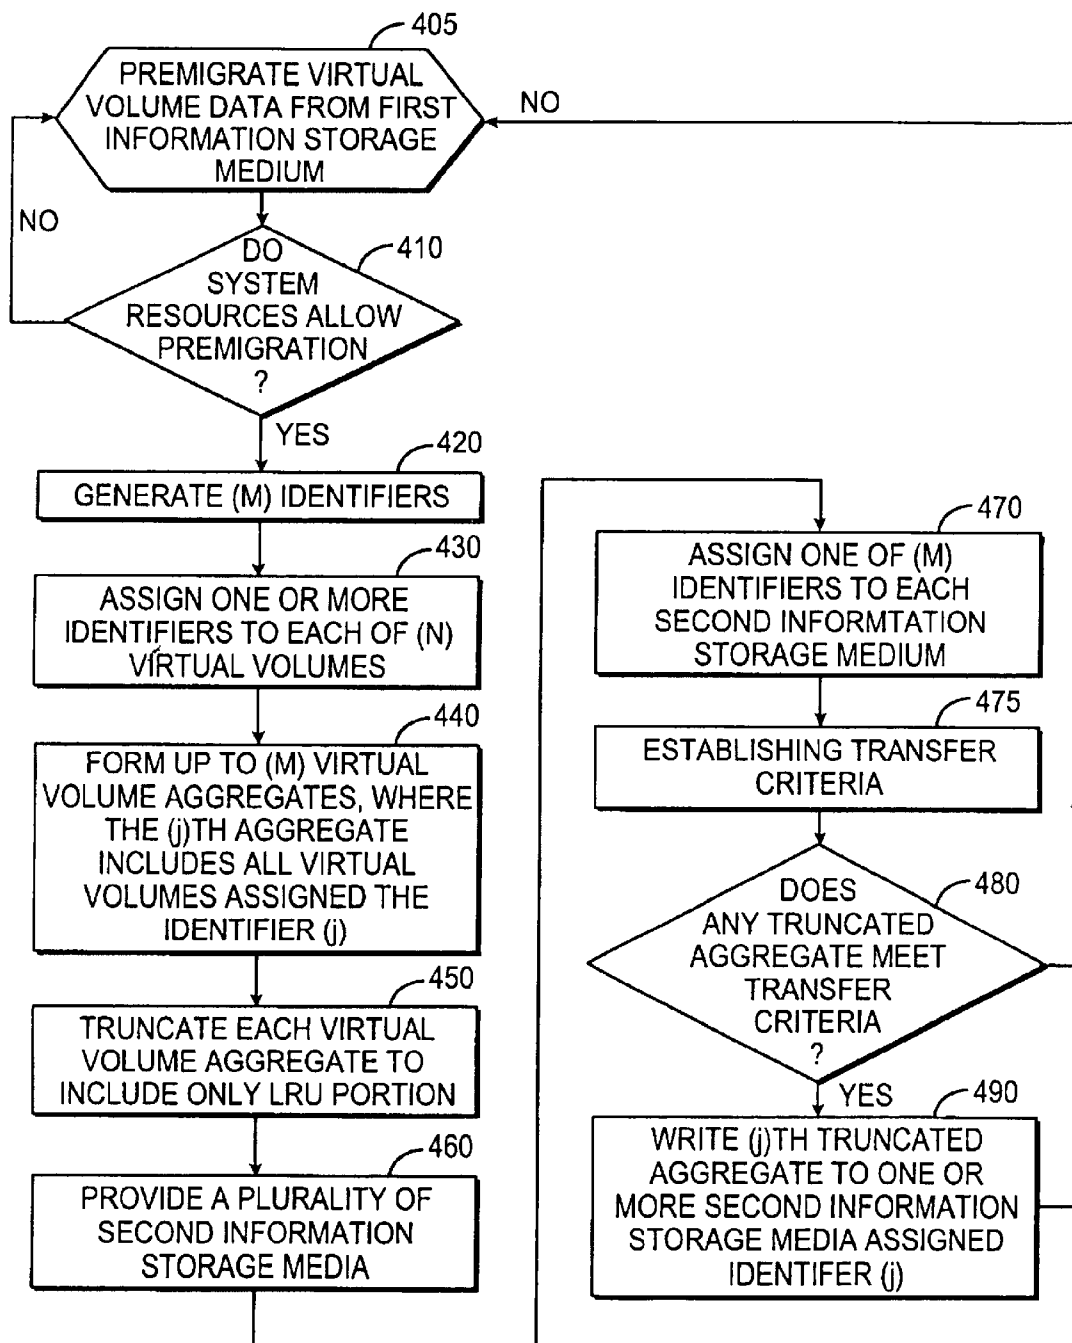 405
PREMIGRATE VIRTUAL
VOLUME DATA FROM FIRST
INFORMATION STORAGE
MEDIUM
NO
NO
410
DO
SYSTEM
RESOURCES ALLOW
PREMIGRATION
?
YES
420
GENERATE (M) IDENTIFIERS
430
ASSIGN ONE OR MORE
IDENTIFIERS TO EACH OF (N)
VIRTUAL VOLUMES
440
FORM UP TO (M) VIRTUAL
VOLUME AGGREGATES, WHERE
THE (j)TH AGGREGATE
INCLUDES ALL VIRTUAL
VOLUMES ASSIGNED THE
IDENTIFIER (j)
450
TRUNCATE EACH VIRTUAL
VOLUME AGGREGATE TO
INCLUDE ONLY LRU PORTION
460
PROVIDE A PLURALITY OF
SECOND INFORMATION
STORAGE MEDIA
470
ASSIGN ONE OF (M)
IDENTIFIERS TO EACH
SECOND INFORMTATION
STORAGE MEDIUM
475
ESTABLISHING TRANSFER
CRITERIA
480
DOES
ANY TRUNCATED
AGGREGATE MEET
TRANSFER
CRITERIA
?
YES
490
WRITE (j)TH TRUNCATED
AGGREGATE TO ONE OR
MORE SECOND INFORMATION
STORAGE MEDIA ASSIGNED
IDENTIFER (j)